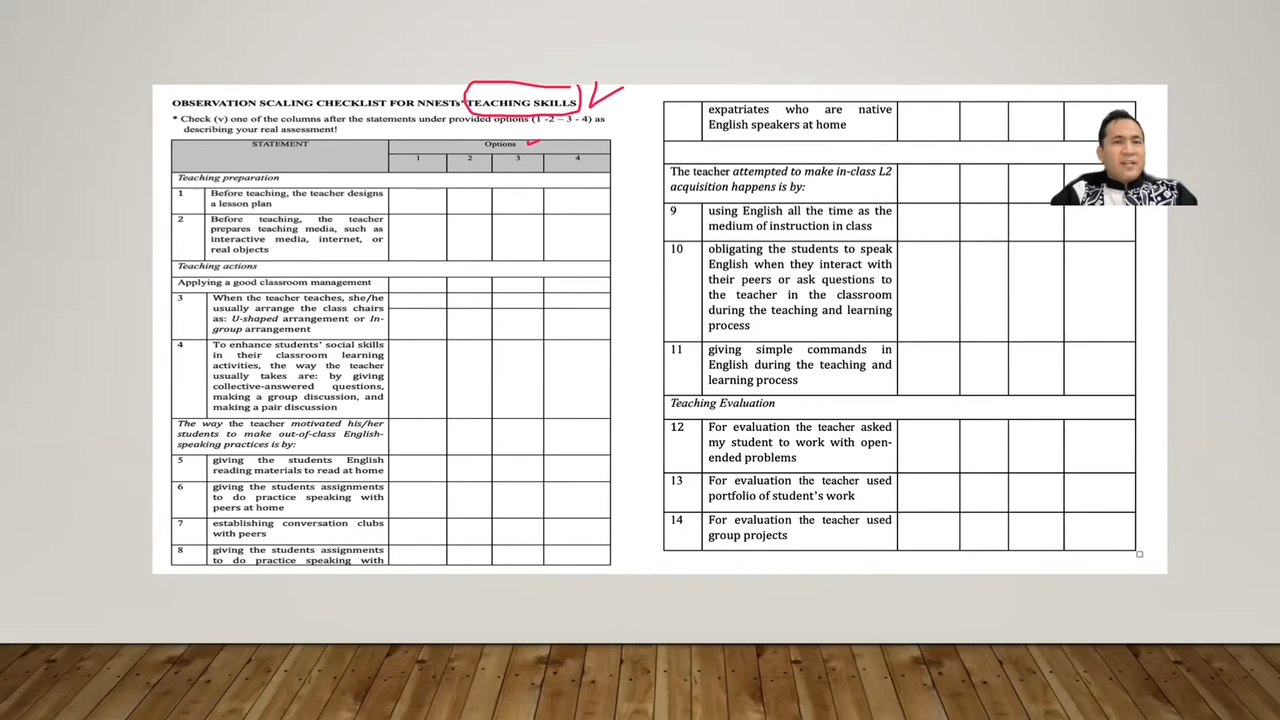 OBSERVATION SCALING CHECKLIST FOR NNESTs' TEACHING SKILLS
* Check (v) one of the columns after the statements under provided options (1 -2 – 3 - 4) as
describing your real assessment!
STATEMENT
Options
1 2 3 4
Teaching preparation
1 Before teaching, the teacher designs
a lesson plan
2 Before teaching, the teacher
prepares teaching media, such as
interactive media, internet, or
real objects
Teaching actions
Applying a good classroom management
3 When the teacher teaches, she/he
usually arrange the class chairs
as: U-shaped arrangement or In-
group arrangement
4 To enhance students' social skills
in their classroom learning
activities, the way the teacher
usually takes are: by giving
collective-answered questions,
making a group discussion, and
making a pair discussion
The way the teacher motivated his/her
students to make out-of-class English-
speaking practices is by:
5 giving the students English
reading materials to read at home
6 giving the students assignments
to do practice speaking with
peers at home
7 establishing conversation clubs
with peers
8 giving the students assignments
to do practice speaking with
expatriates who are native
English speakers at home
The teacher attempted to make in-class L2
acquisition happens is by:
9 using English all the time as the
medium of instruction in class
10 obligating the students to speak
English when they interact with
their peers or ask questions to
the teacher in the classroom
during the teaching and learning
process
11 giving simple commands in
English during the teaching and
learning process
Teaching Evaluation
12 For evaluation the teacher asked
my student to work with open-
ended problems
13 For evaluation the teacher used
portfolio of student's work
14 For evaluation the teacher used
group projects